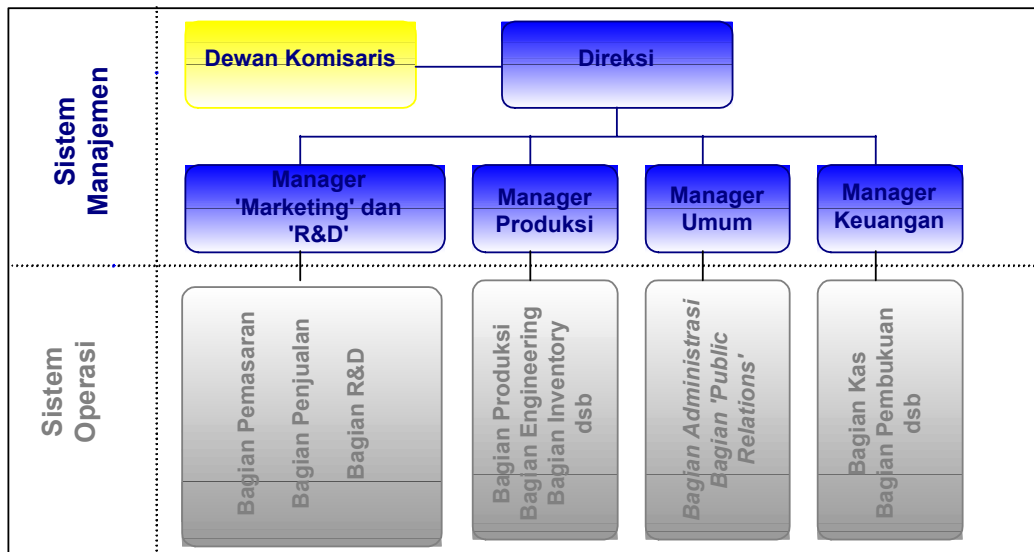 Sistem
Manajemen
Dewan Komisaris
Direksi
Manager
'Marketing' dan
'R&D'
Manager
Produksi
Manager
Umum
Manager
Keuangan
Sistem
Operasi
Bagian Pemasaran
Bagian Penjualan
Bagian R&D
Bagian Produksi
Bagian Engineering
Bagian Inventory
dsb
Bagian Administrasi
Bagian 'Public
Relations'
Bagian Kas
Bagian Pembukuan
dsb